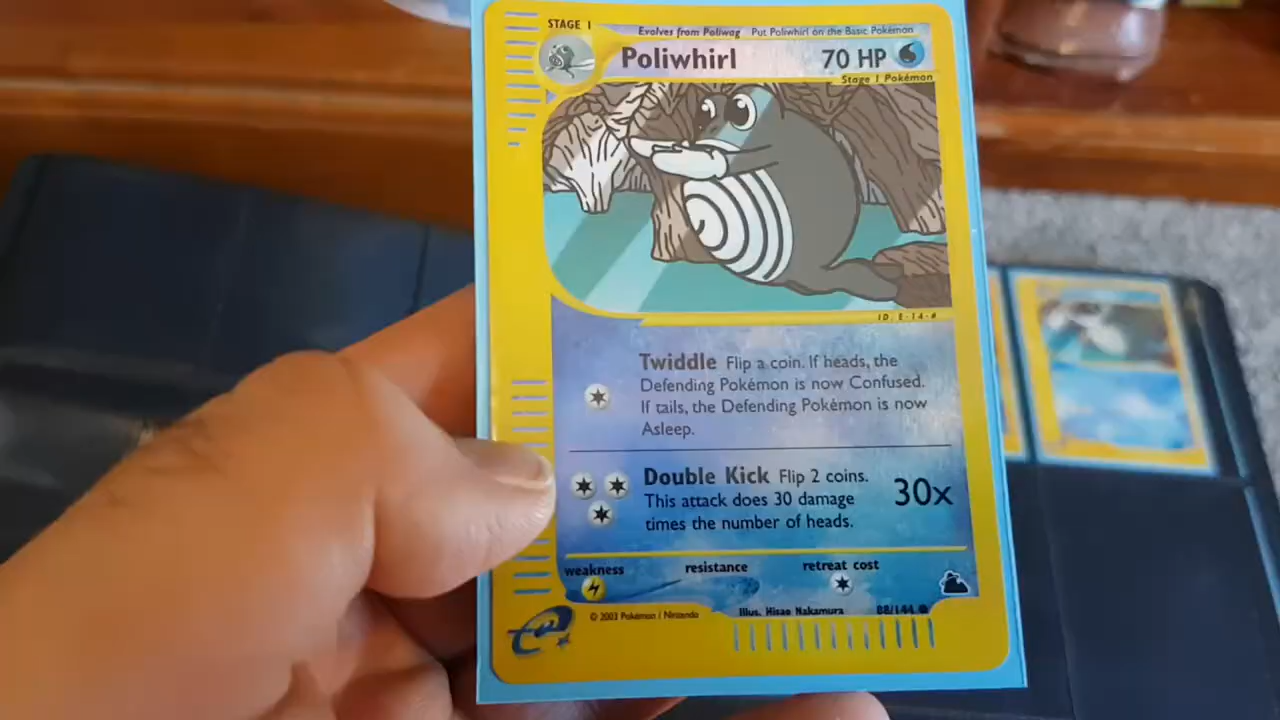 STAGE 1
Evolves from Poliwag Put Poliwhirl on the Basic Pokémon
Poliwhirl 70 HP
Stage 1 Pokémon
ID: E-14-#
Twiddle Flip a coin. If heads, the
Defending Pokémon is now Confused.
If tails, the Defending Pokémon is now
Asleep.
Double Kick Flip 2 coins.
This attack does 30 damage
times the number of heads.
30x
weakness resistance retreat cost
Illus. Hisao Nakamura 88/144 ●
© 2003 Pokémon / Nintendo
e